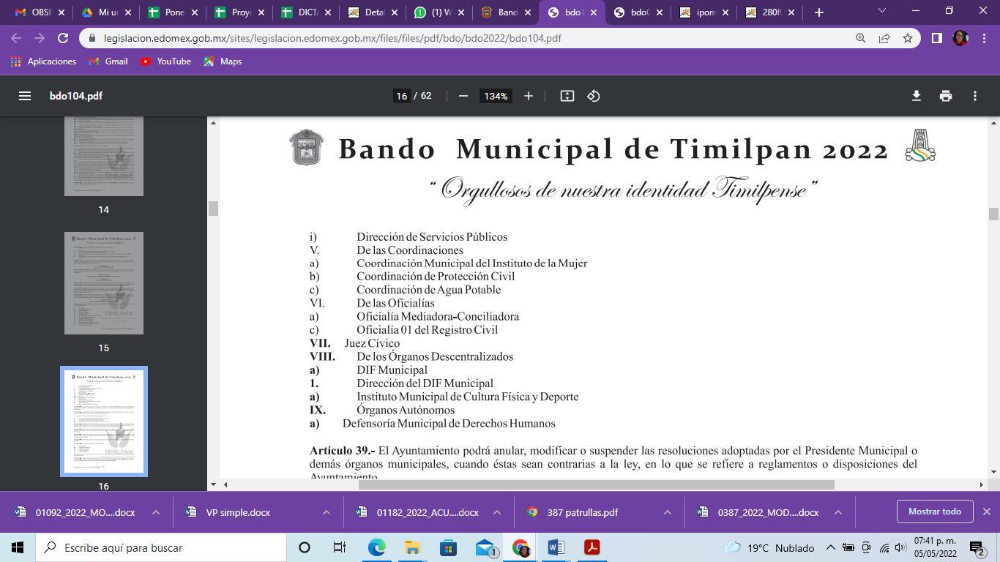 OBSE
Mi ur
Pone
Proye
DICTA
Detal
(1) W
Band
bdo1
bdo0
ipom
280f0
legislacion.edomex.gob.mx/sites/legislacion.edomex.gob.mx/files/files/pdf/bdo/bdo2022/bdo104.pdf
Aplicaciones
Gmail
YouTube
Maps
bdo104.pdf
16 / 62
134%
14
15
16
Bando Municipal de Timilpan 2022
“ Orgullosos de nuestra identidad Timilpense”
i) Dirección de Servicios Públicos
V. De las Coordinaciones
a) Coordinación Municipal del Instituto de la Mujer
b) Coordinación de Protección Civil
c) Coordinación de Agua Potable
VI. De las Oficialías
a) Oficialía Mediadora-Conciliadora
c) Oficialía 01 del Registro Civil
VII. Juez Cívico
VIII. De los Órganos Descentralizados
a) DIF Municipal
1. Dirección del DIF Municipal
a) Instituto Municipal de Cultura Física y Deporte
IX. Órganos Autónomos
a) Defensoría Municipal de Derechos Humanos
Artículo 39.- El Ayuntamiento podrá anular, modificar o suspender las resoluciones adoptadas por el Presidente Municipal o
demás órganos municipales, cuando éstas sean contrarias a la ley, en lo que se refiere a reglamentos o disposiciones del
Ayuntamiento
01092_2022_MO....docx
VP simple.docx
01182_2022_ACU....docx
387 patrullas.pdf
0387_2022_MOD....docx
Mostrar todo
Escribe aquí para buscar
1
19°C Nublado
07:41 p. m.
05/05/2022
2